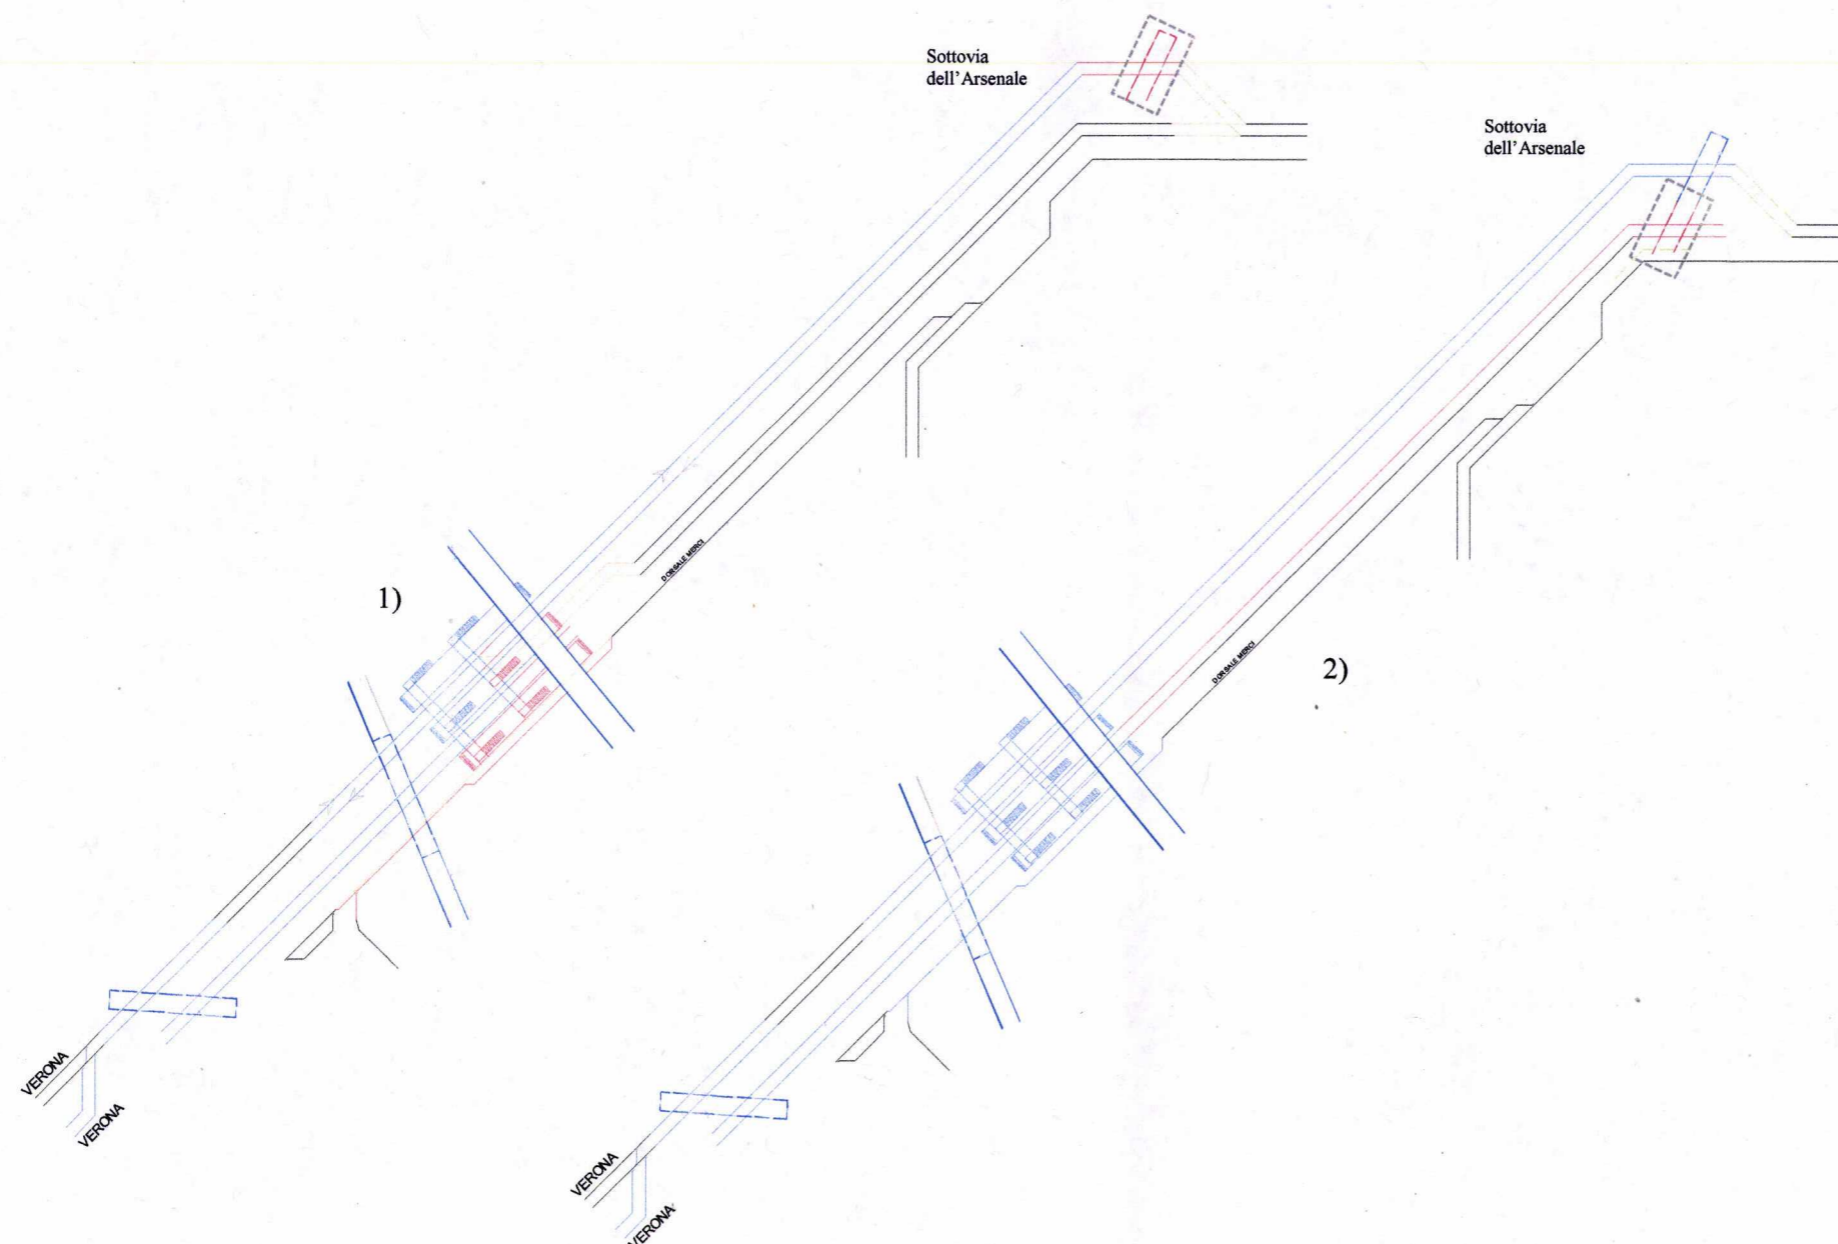 Sottovia
dell'Arsenale
Sottovia
dell'Arsenale
DORSALE MERCI
1)
DORSALE MERCI
2)
VERONA
VERONA
VERONA
VERONA